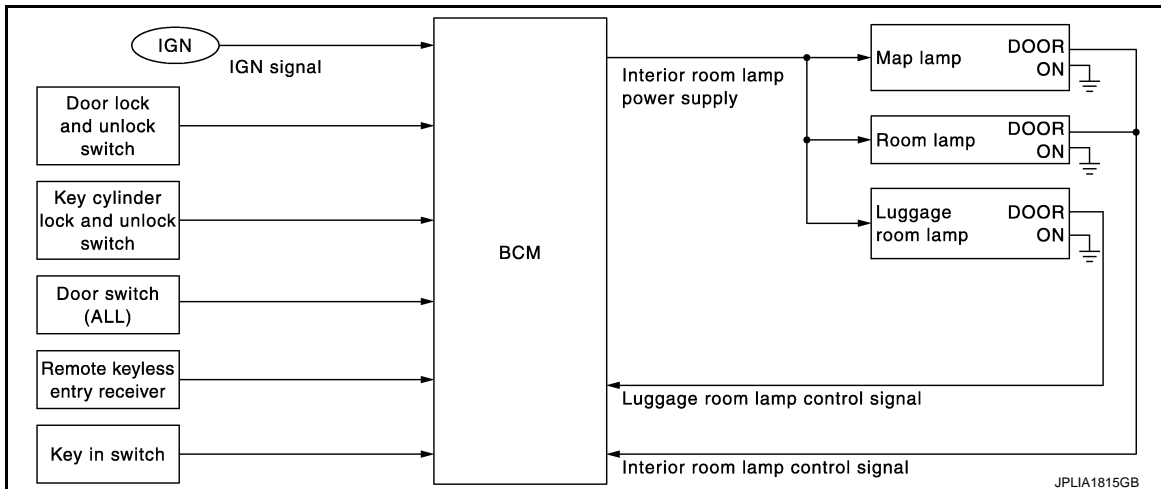 IGN
IGN signal
Door lock
and unlock
switch
Key cylinder
lock and unlock
switch
Door switch
(ALL)
Remote keyless
entry receiver
Key in switch
BCM
Interior room lamp
power supply
Map lamp
DOOR
ON
Room lamp
DOOR
ON
Luggage
room lamp
DOOR
ON
Luggage room lamp control signal
Interior room lamp control signal
JPLIA1815GB